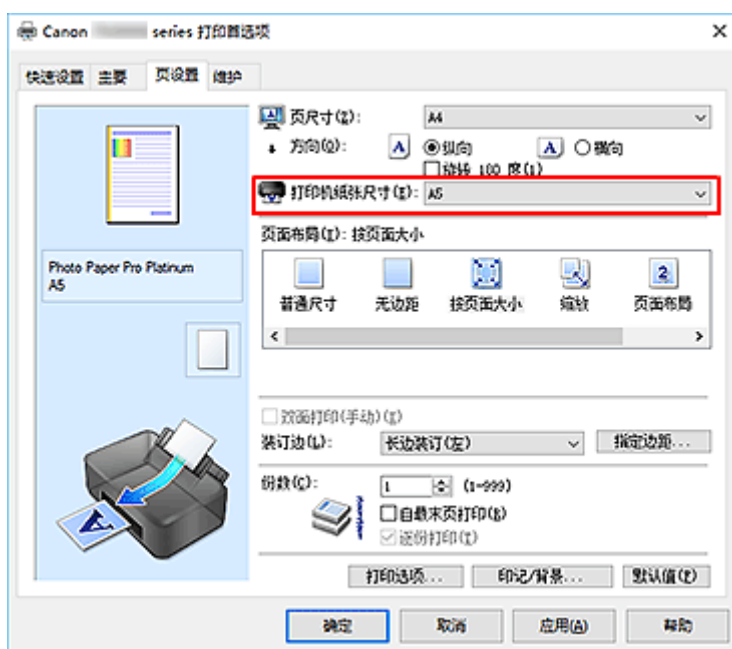 Canon series 打印首选项
快速设置 主要 页设置 维护
页尺寸(Z): A4
方向(O): A 纵向 A 横向
旋转 180 度(I)
打印机纸张尺寸(E): A5
页面布局(I): 按页面大小
普通尺寸 无边距 按页面大小 缩放 页面布局
Photo Paper Pro Platinum
A5
双面打印(手动)(X)
装订边(L): 长边装订(左) 指定边距...
份数(C): 1 (1-999)
自最末页打印(B)
逐份打印(T)
打印选项... 印记/背景... 默认值(P)
确定 取消 应用(A) 帮助